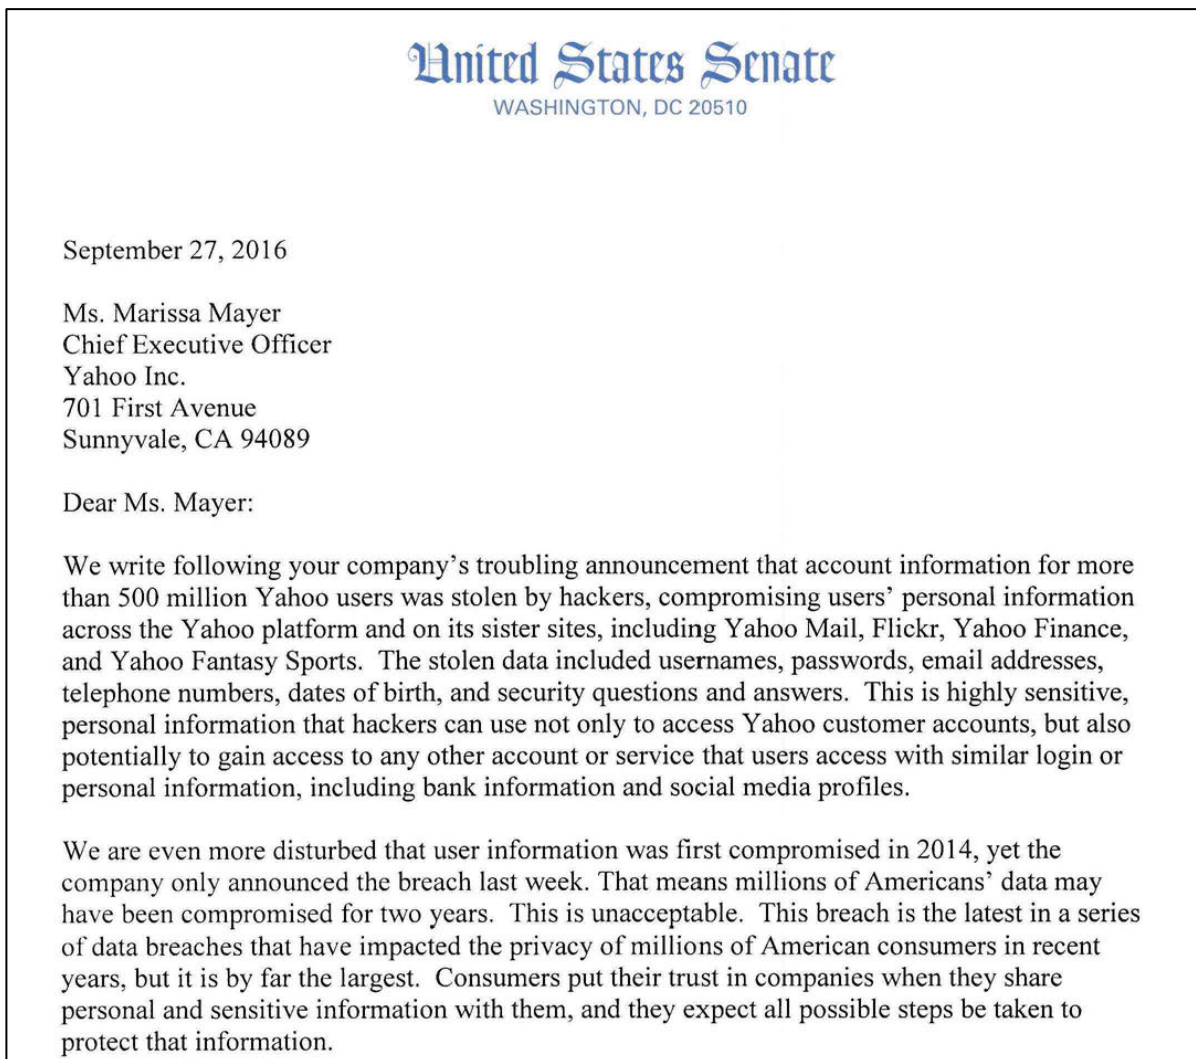 United States Senate
WASHINGTON, DC 20510
September 27, 2016
Ms. Marissa Mayer
Chief Executive Officer
Yahoo Inc.
701 First Avenue
Sunnyvale, CA 94089
Dear Ms. Mayer:
We write following your company’s troubling announcement that account information for more
than 500 million Yahoo users was stolen by hackers, compromising users’ personal information
across the Yahoo platform and on its sister sites, including Yahoo Mail, Flickr, Yahoo Finance,
and Yahoo Fantasy Sports.  The stolen data included usernames, passwords, email addresses,
telephone numbers, dates of birth, and security questions and answers.  This is highly sensitive,
personal information that hackers can use not only to access Yahoo customer accounts, but also
potentially to gain access to any other account or service that users access with similar login or
personal information, including bank information and social media profiles.
We are even more disturbed that user information was first compromised in 2014, yet the
company only announced the breach last week. That means millions of Americans’ data may
have been compromised for two years.  This is unacceptable.  This breach is the latest in a series
of data breaches that have impacted the privacy of millions of American consumers in recent
years, but it is by far the largest.  Consumers put their trust in companies when they share
personal and sensitive information with them, and they expect all possible steps be taken to
protect that information.